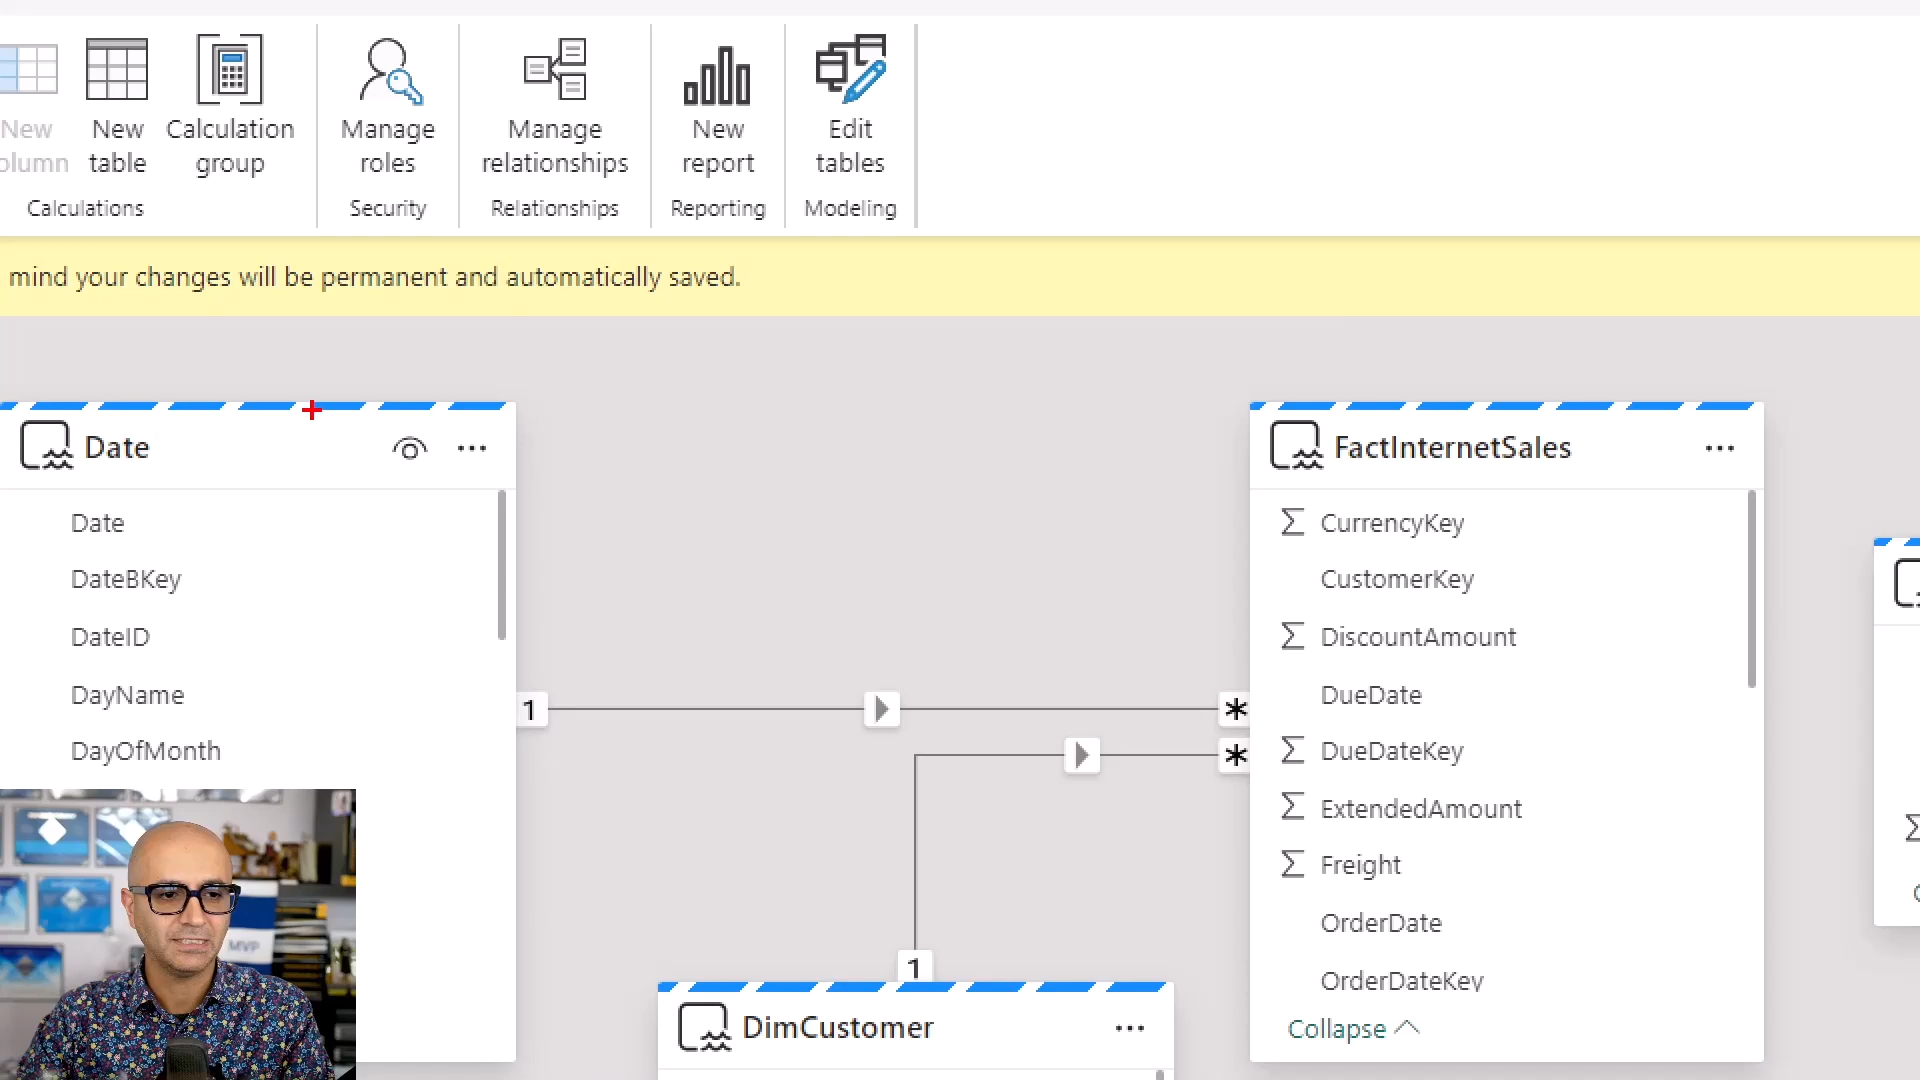 New
olumn
New
table
Calculation
group
Calculations
Manage
roles
Security
Manage
relationships
Relationships
New
report
Reporting
Edit
tables
Modeling
mind your changes will be permanent and automatically saved.
Date
Date
DateBKey
DateID
DayName
DayOfMonth
1
*
*
1
FactInternetSales
Σ CurrencyKey
CustomerKey
Σ DiscountAmount
DueDate
Σ DueDateKey
Σ ExtendedAmount
Σ Freight
OrderDate
OrderDateKey
Collapse
DimCustomer
Σ
MVP